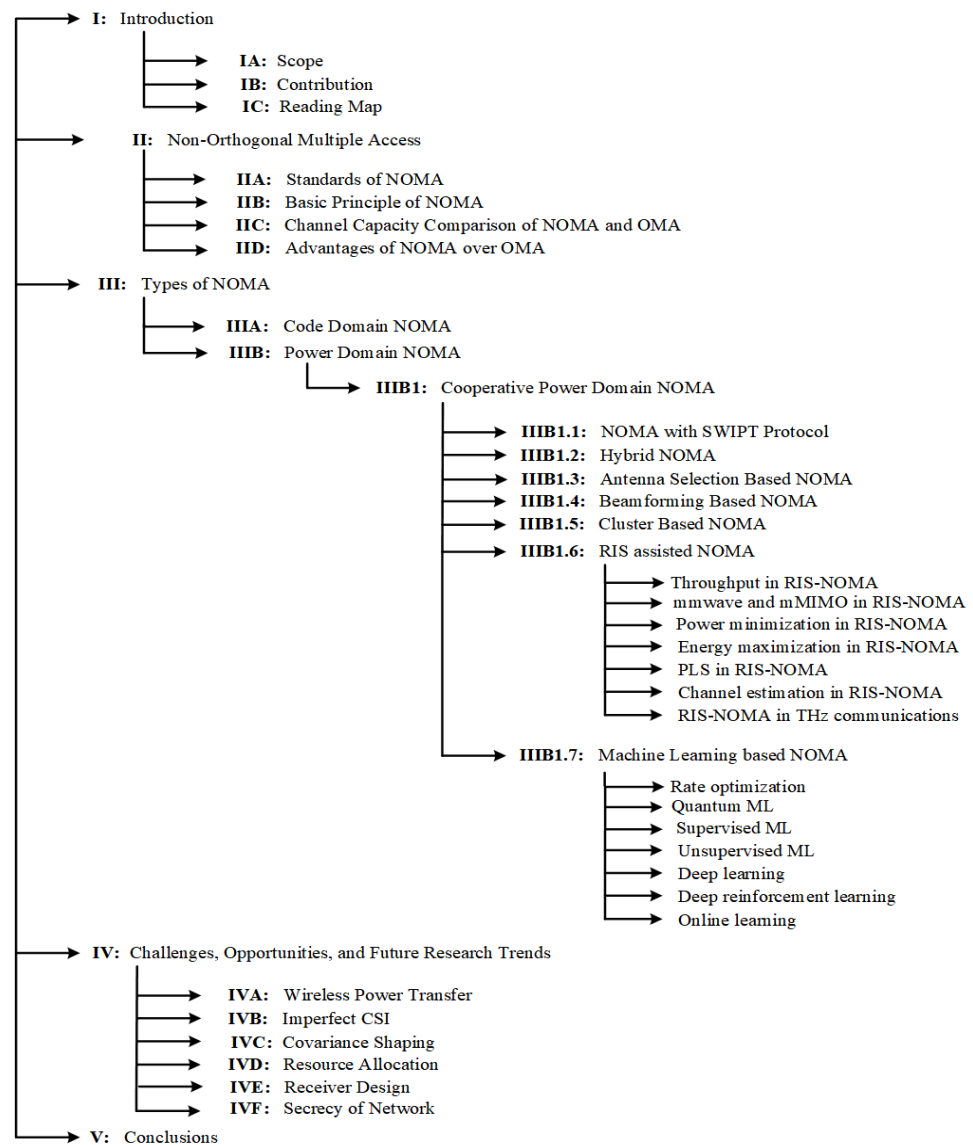 I: Introduction
IA: Scope
IB: Contribution
IC: Reading Map
II: Non-Orthogonal Multiple Access
IIA: Standards of NOMA
IIB: Basic Principle of NOMA
IIC: Channel Capacity Comparison of NOMA and OMA
IID: Advantages of NOMA over OMA
III: Types of NOMA
IIIA: Code Domain NOMA
IIIB: Power Domain NOMA
IIIB1: Cooperative Power Domain NOMA
IIIB1.1: NOMA with SWIPT Protocol
IIIB1.2: Hybrid NOMA
IIIB1.3: Antenna Selection Based NOMA
IIIB1.4: Beamforming Based NOMA
IIIB1.5: Cluster Based NOMA
IIIB1.6: RIS assisted NOMA
Throughput in RIS-NOMA
mmwave and mMIMO in RIS-NOMA
Power minimization in RIS-NOMA
Energy maximization in RIS-NOMA
PLS in RIS-NOMA
Channel estimation in RIS-NOMA
RIS-NOMA in THz communications
IIIB1.7: Machine Learning based NOMA
Rate optimization
Quantum ML
Supervised ML
Unsupervised ML
Deep learning
Deep reinforcement learning
Online learning
IV: Challenges, Opportunities, and Future Research Trends
IVA: Wireless Power Transfer
IVB: Imperfect CSI
IVC: Covariance Shaping
IVD: Resource Allocation
IVE: Receiver Design
IVF: Secrecy of Network
V: Conclusions